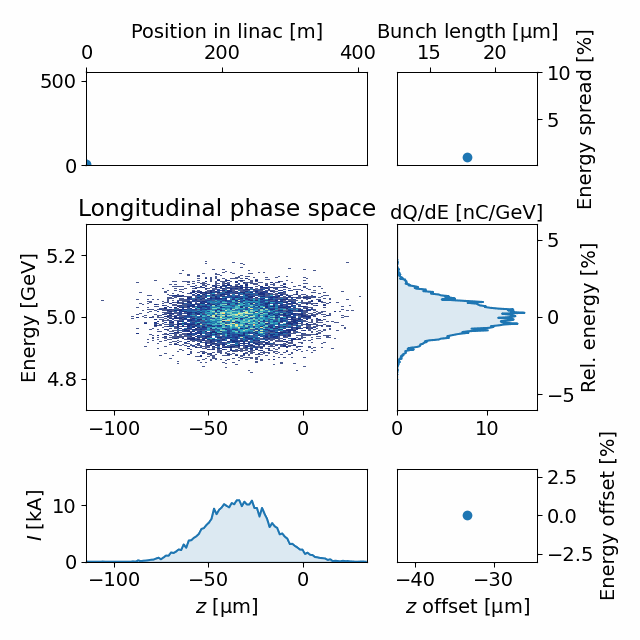 Position in linac [m]
Bunch length [μm]
0 200 400
15 20
500
0
10
5
Energy spread [%]
Longitudinal phase space
dQ/dE [nC/GeV]
5.2
5.0
4.8
Energy [GeV]
5
0
−5
Rel. energy [%]
−100 −50 0
0 10
10
0
I [kA]
2.5
0.0
−2.5
Energy offset [%]
−100 −50 0
−40 −30
z [μm]
z offset [μm]